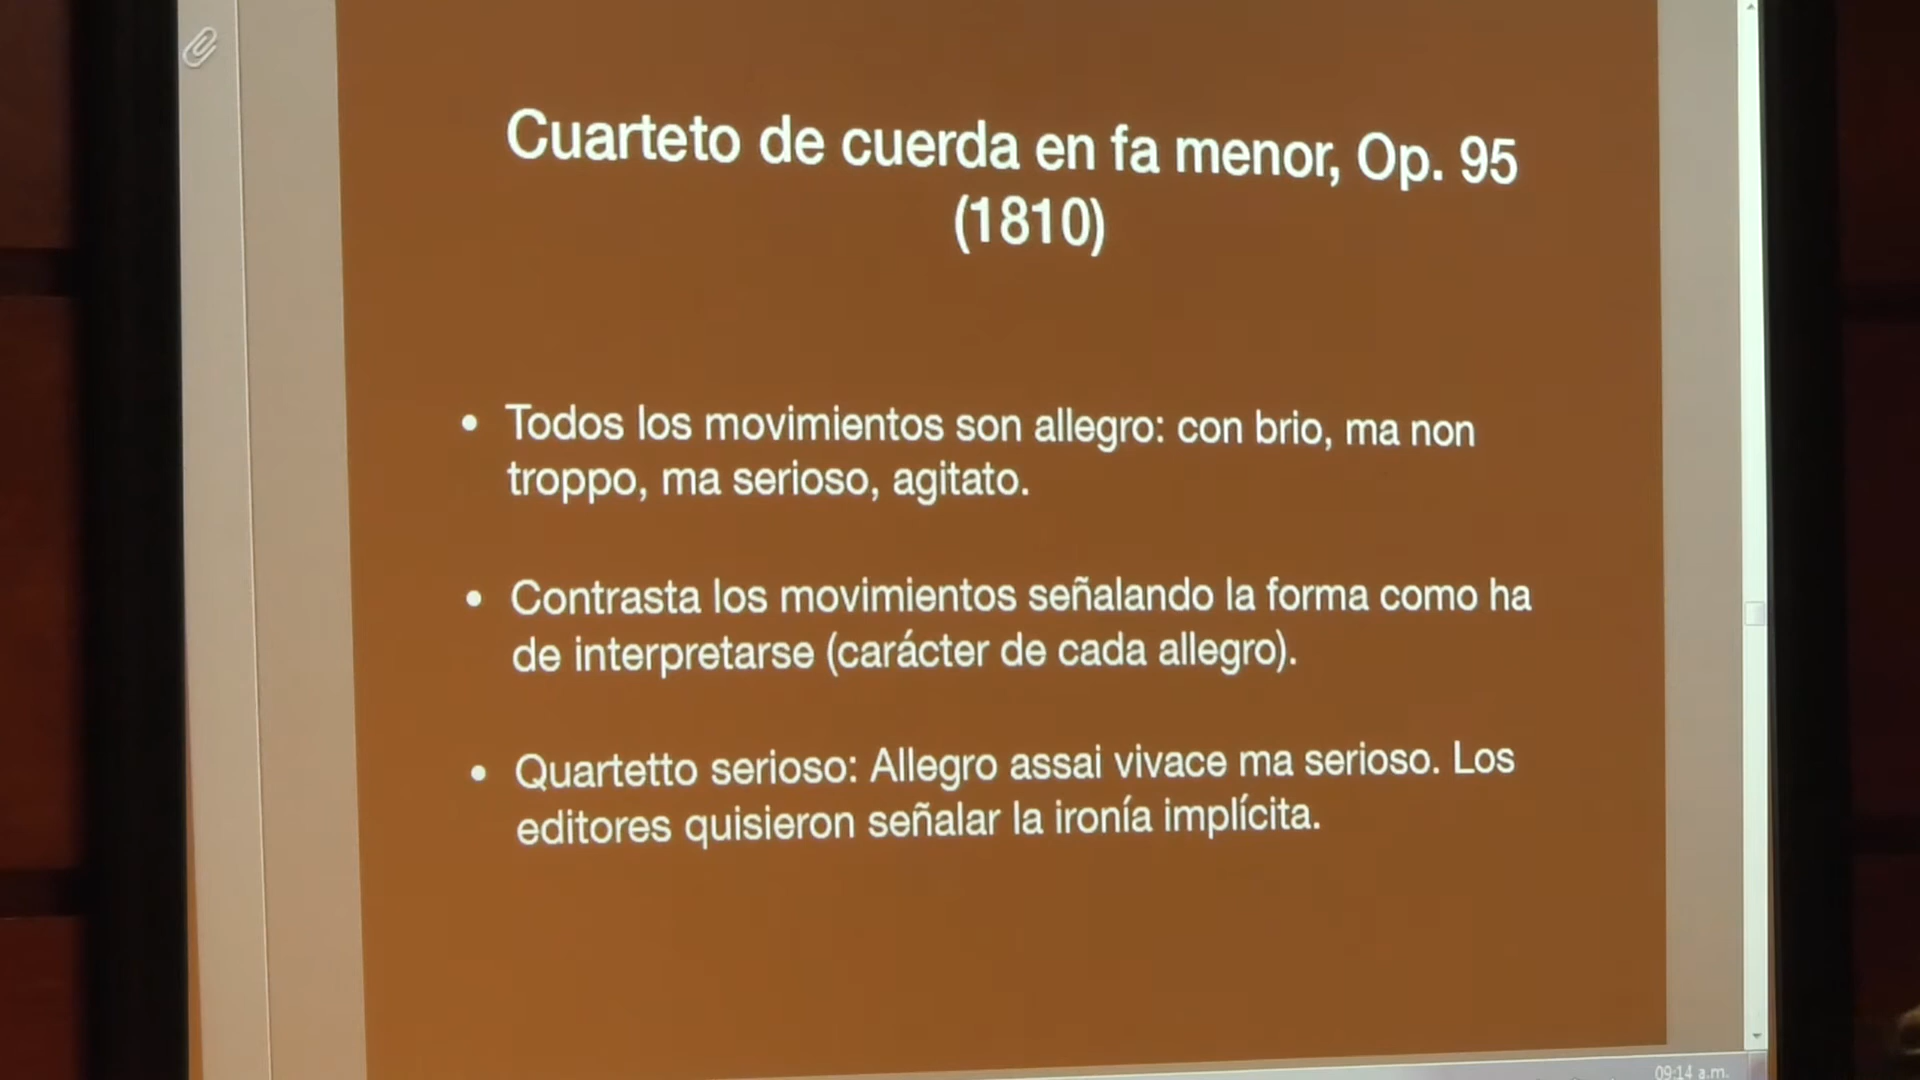 Cuarteto de cuerda en fa menor, Op. 95
(1810)
• Todos los movimientos son allegro: con brio, ma non
troppo, ma serioso, agitato.
• Contrasta los movimientos señalando la forma como ha
de interpretarse (carácter de cada allegro).
• Quartetto serioso: Allegro assai vivace ma serioso. Los
editores quisieron señalar la ironía implícita.
09:14 a.m.